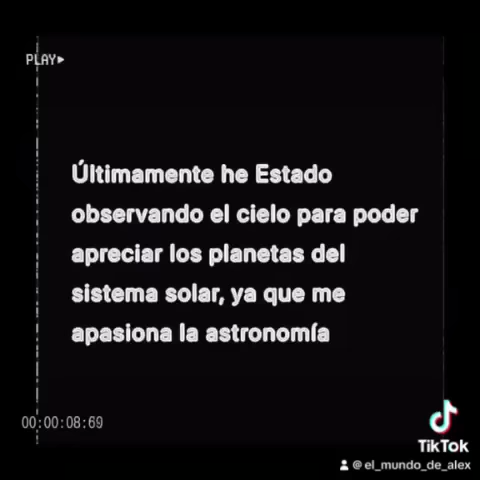 PLAY
Últimamente he Estado
observando el cielo para poder
apreciar los planetas del
sistema solar, ya que me
apasiona la astronomía
00:00:08:69
TikTok
@el_mundo_de_alex